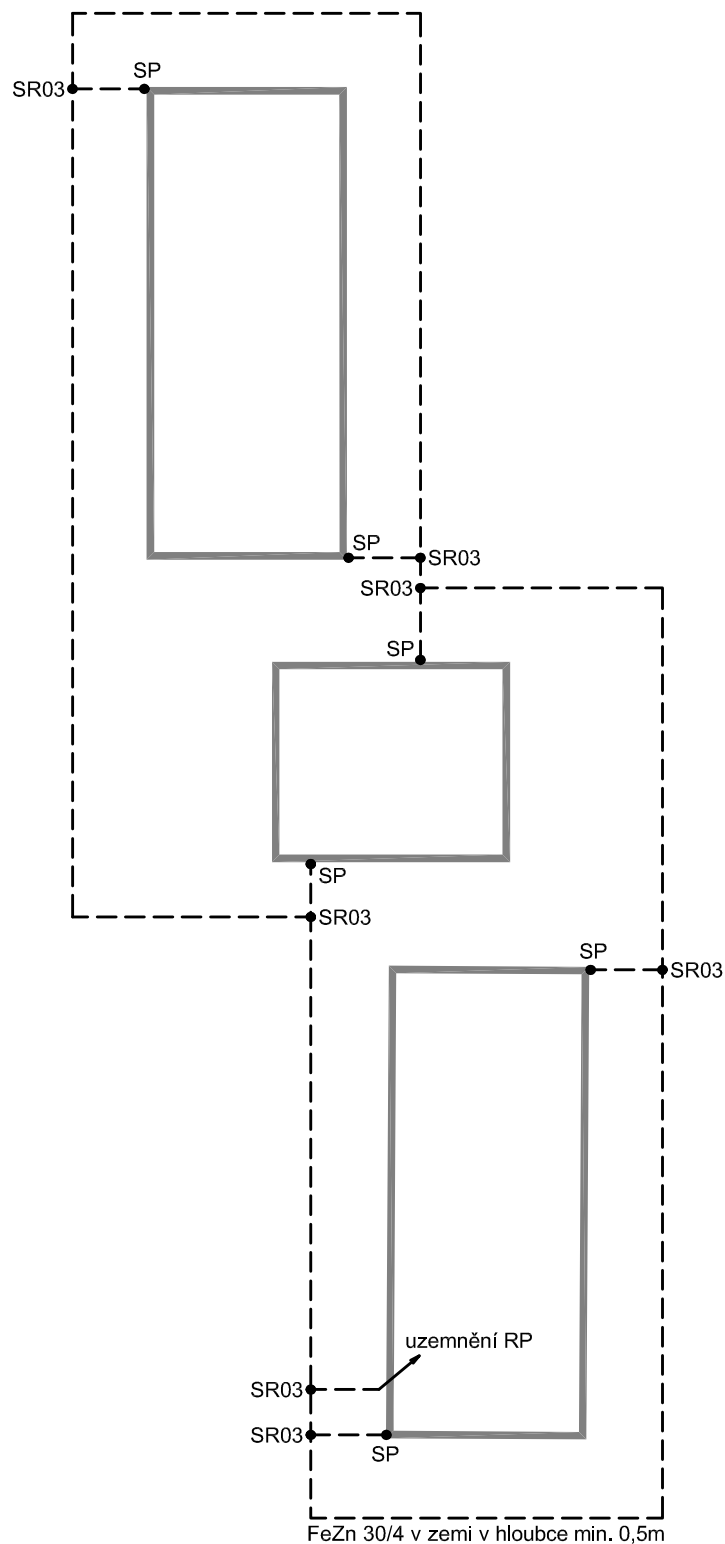 SP
SR03
SP
SR03
SR03
SP
SP
SR03
SP
SR03
uzemnění RP
SR03
SR03
SP
FeZn 30/4 v zemi v hloubce min. 0,5m